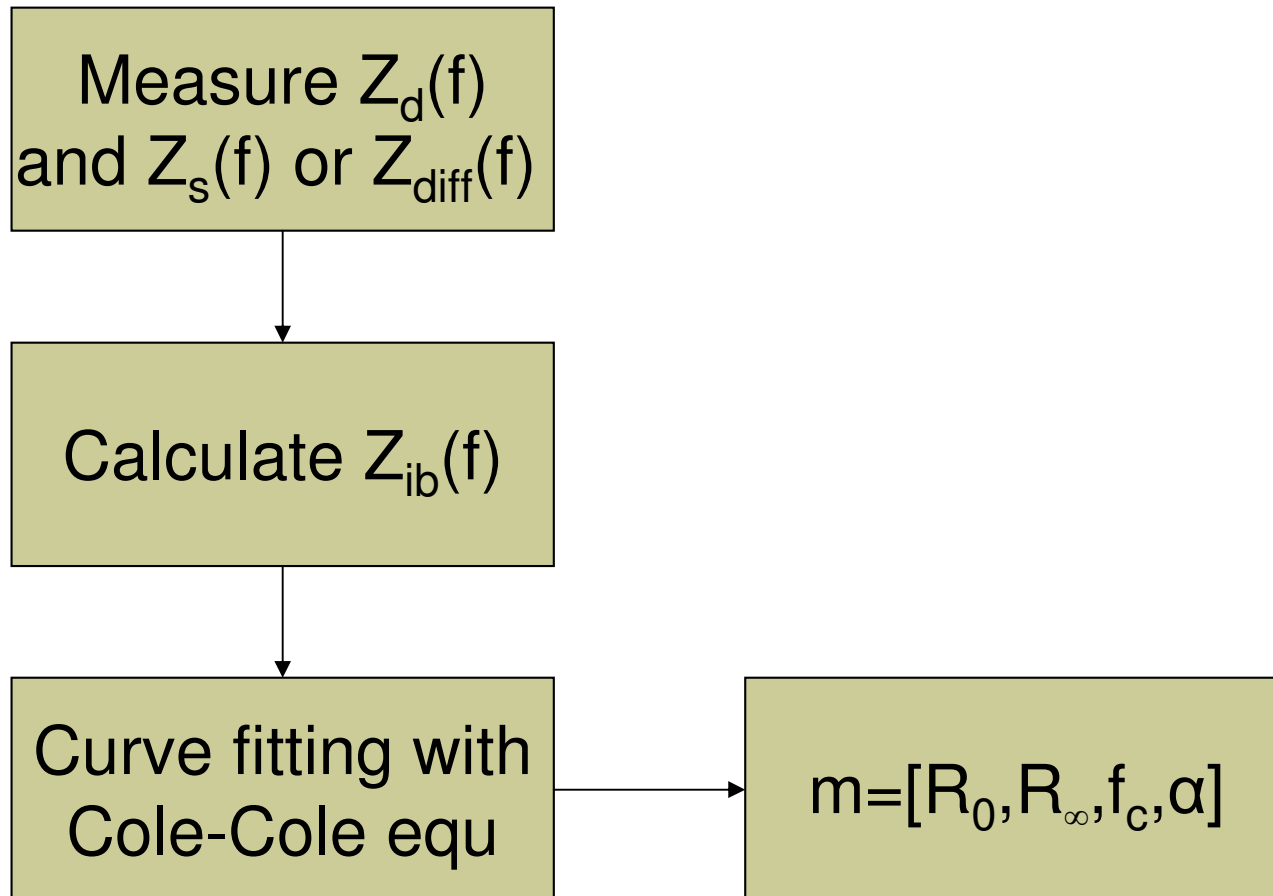 Measure Z_d(f)
and Z_s(f) or Z_diff(f)
Calculate Z_ib(f)
Curve fitting with
Cole-Cole equ
m=[R_0,R_∞,f_c,α]